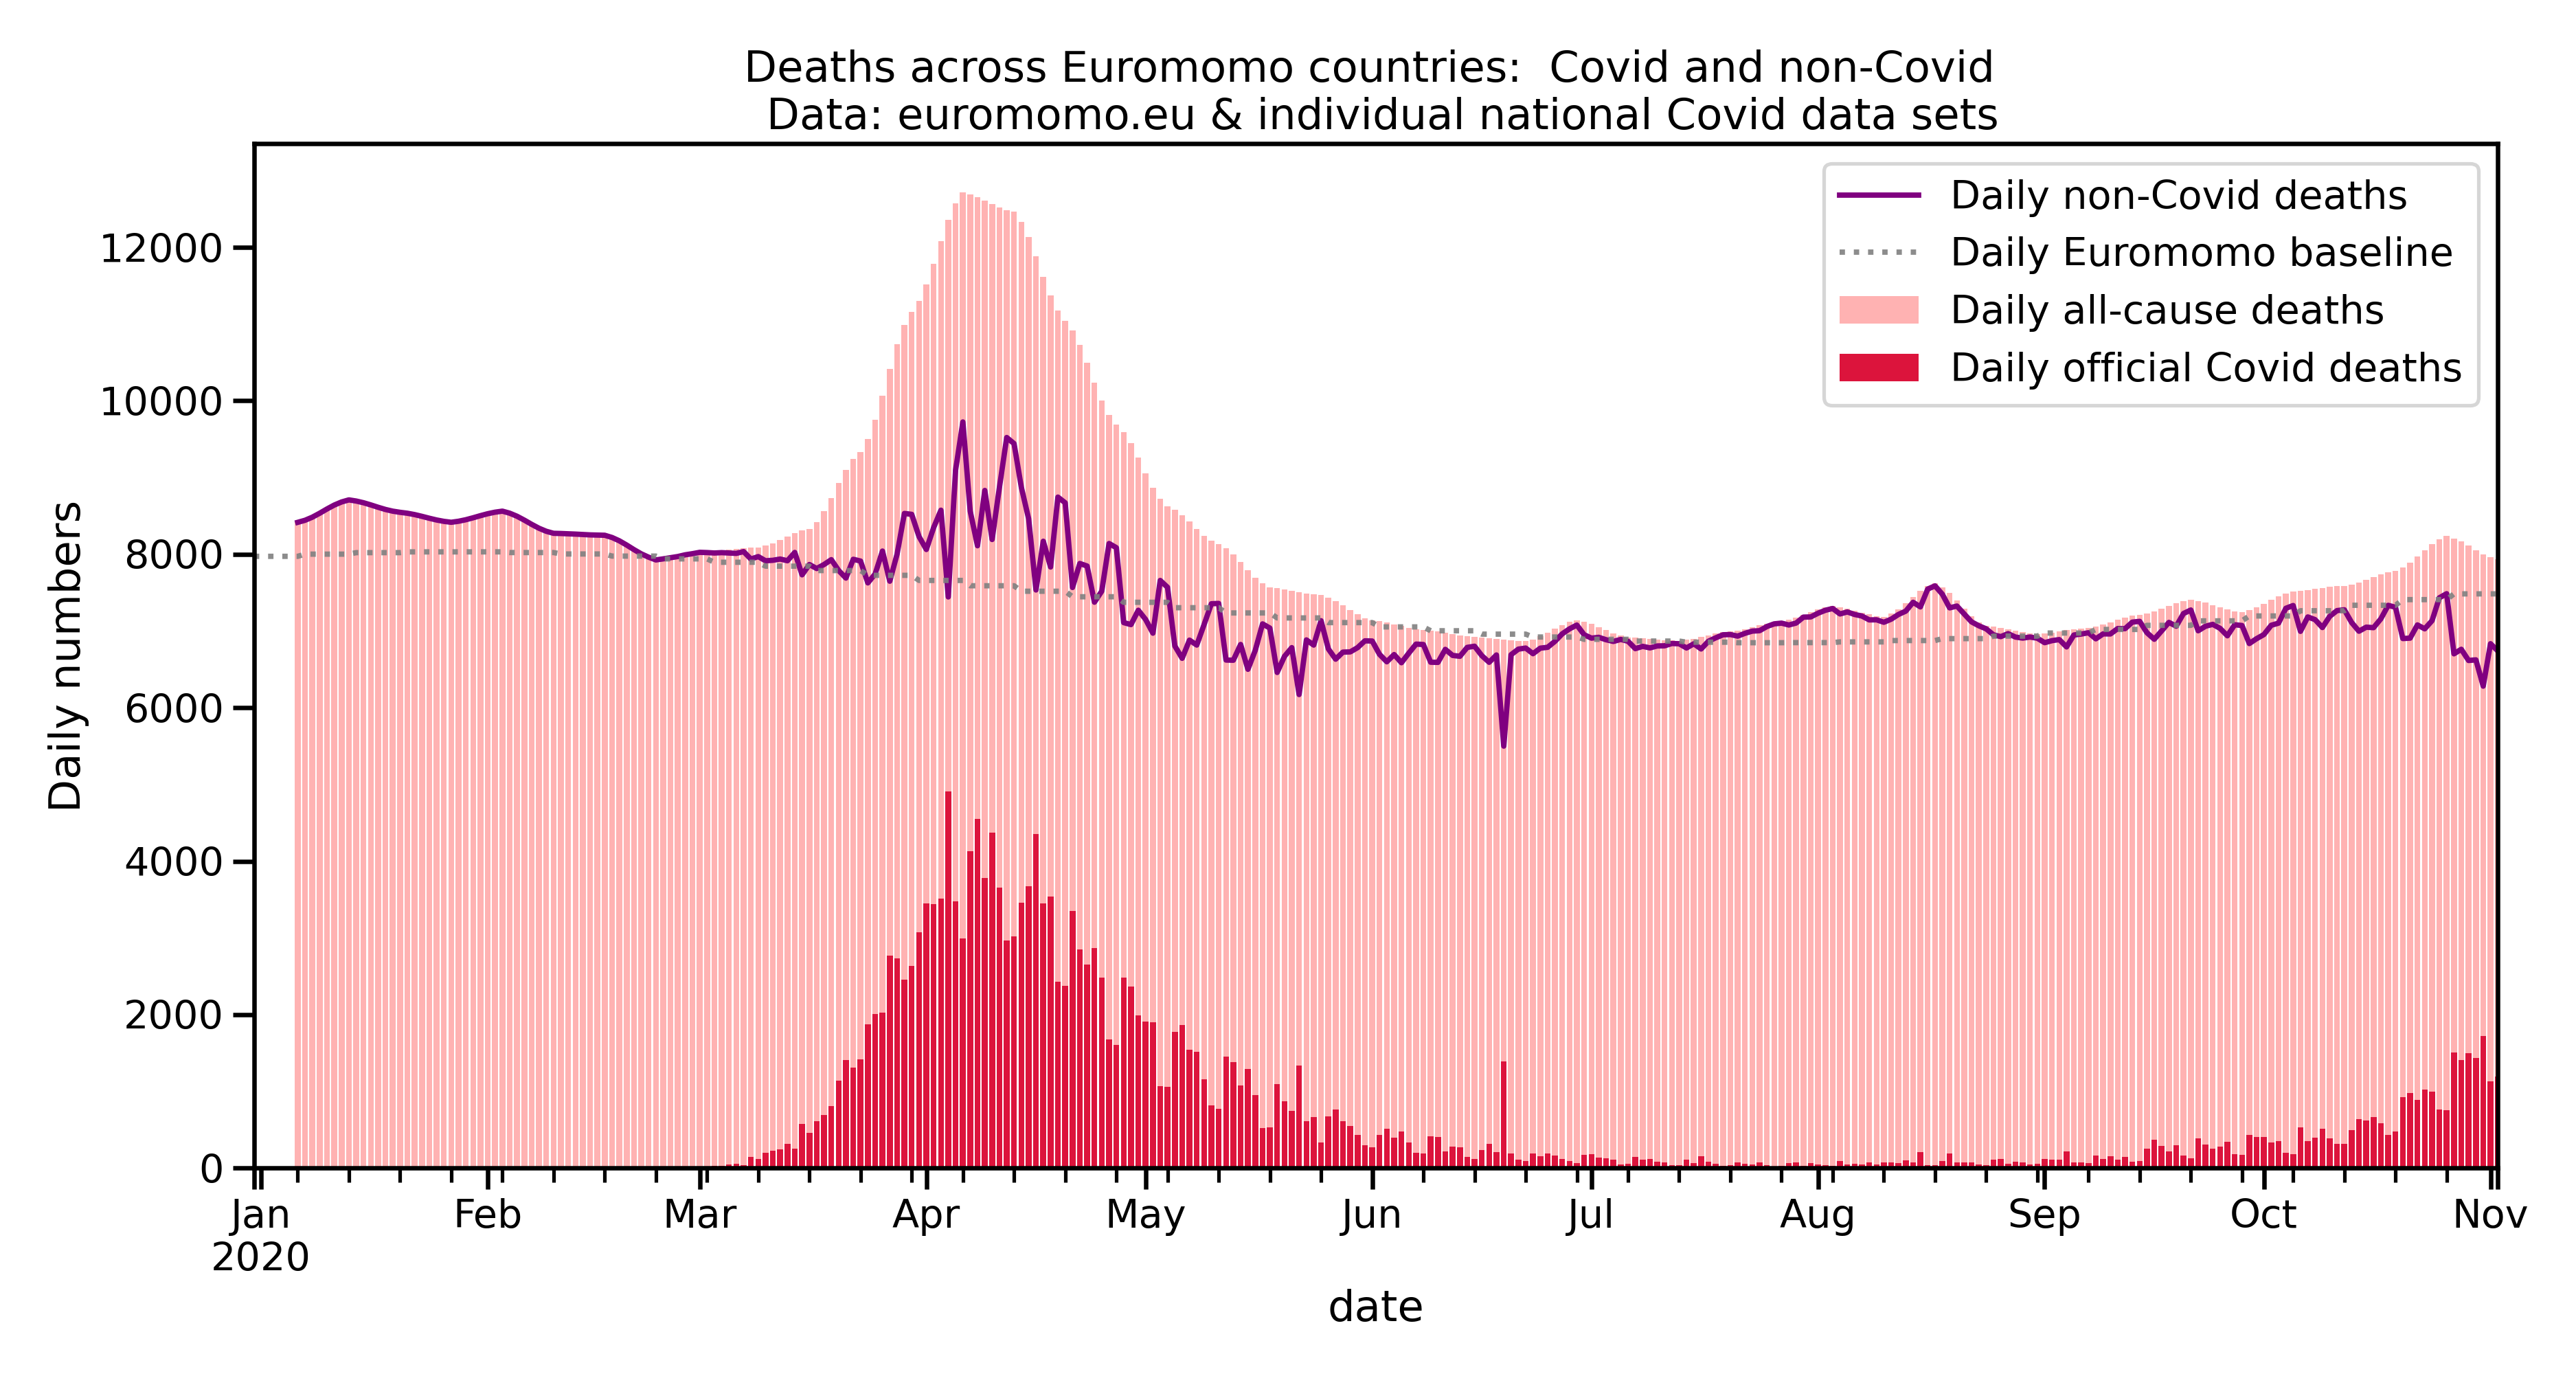 Deaths across Euromomo countries:  Covid and non-Covid
Data: euromomo.eu & individual national Covid data sets
Daily non-Covid deaths
Daily Euromomo baseline
Daily all-cause deaths
Daily official Covid deaths
Daily numbers
12000
10000
8000
6000
4000
2000
0
Jan Feb Mar Apr May Jun Jul Aug Sep Oct Nov
2020
date